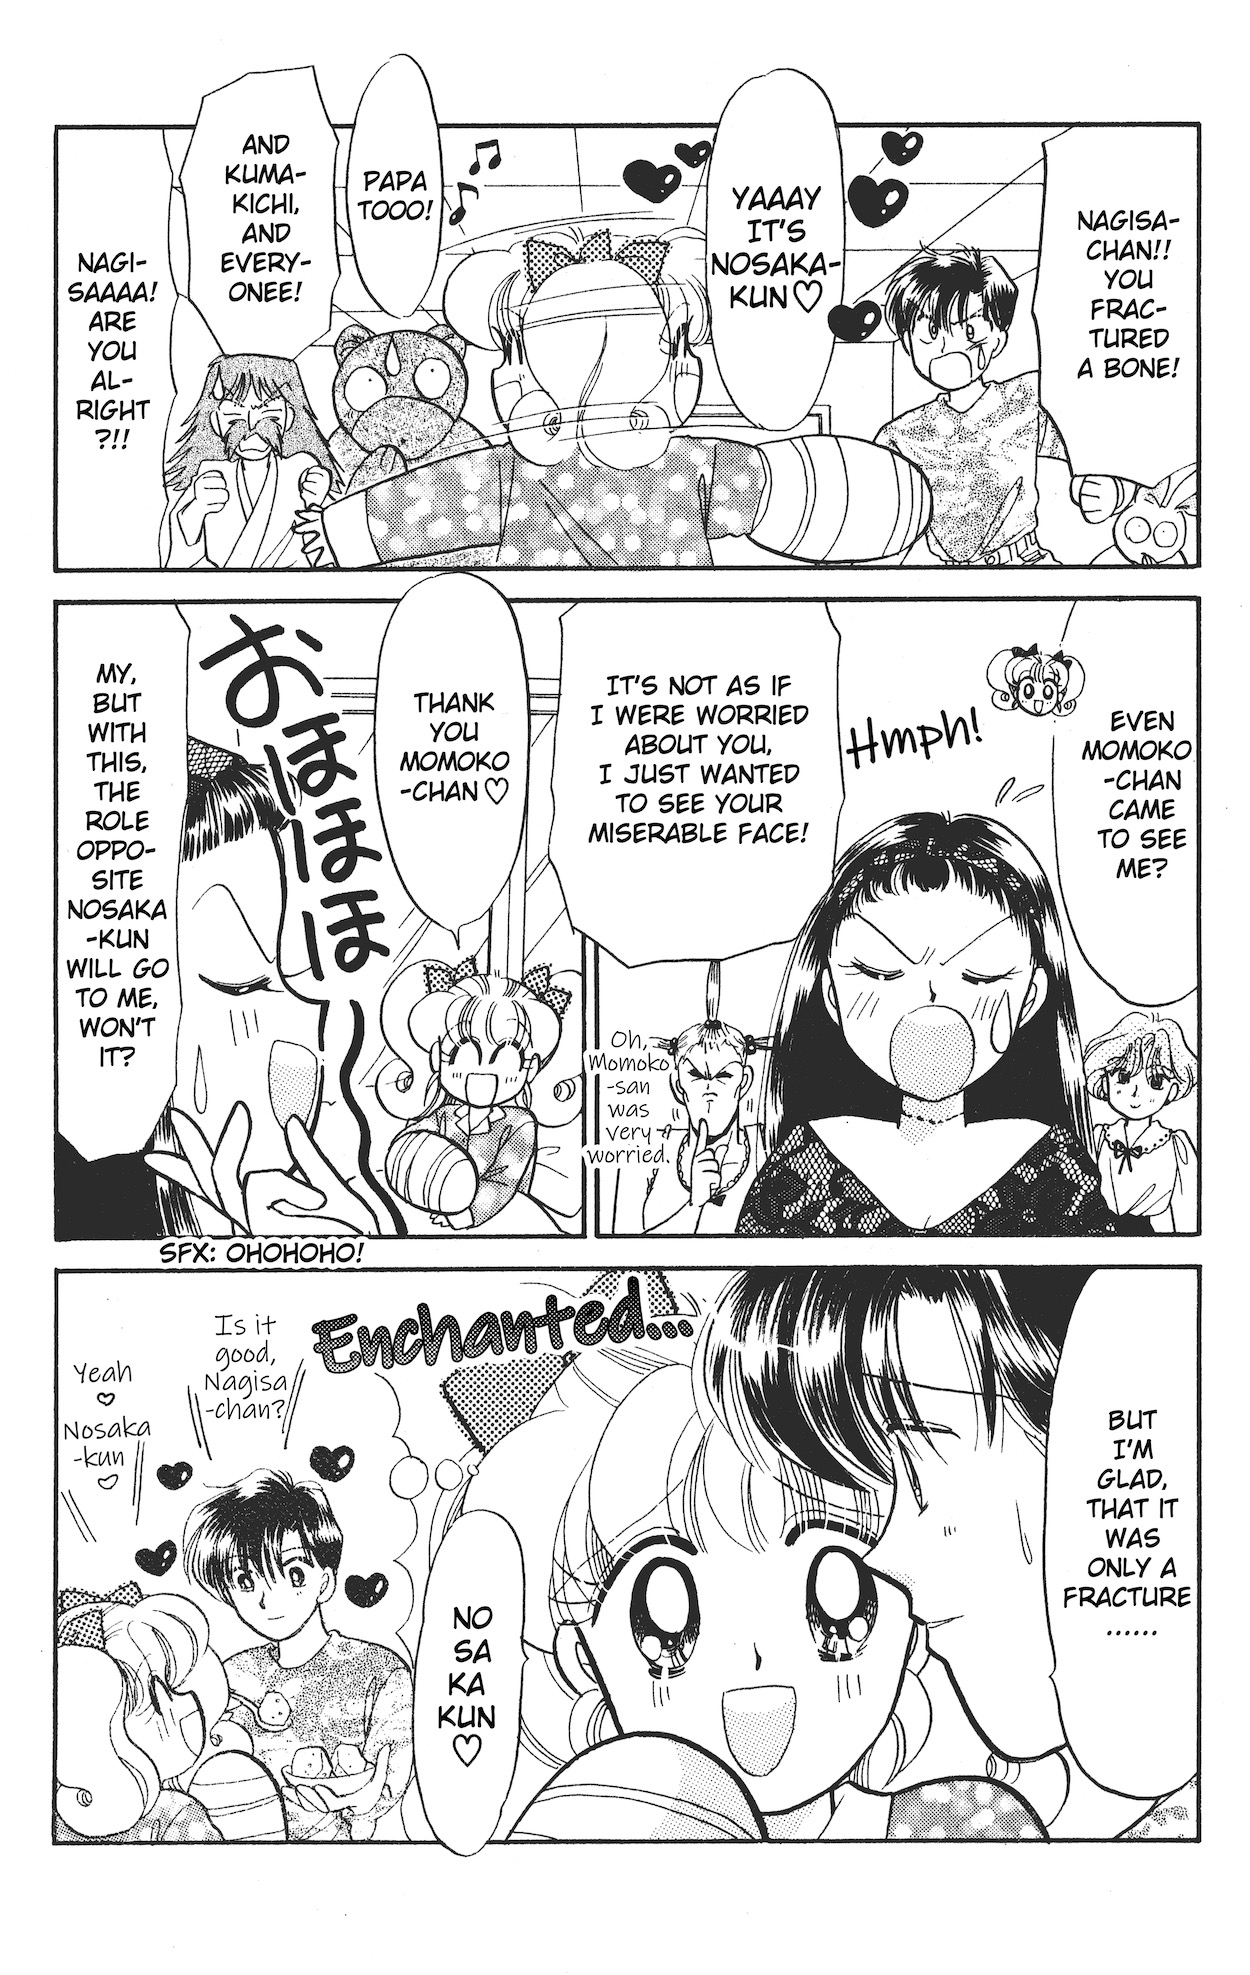 NAGISA-
CHAN!!
YOU
FRAC-
TURED
A BONE!
YAAAY
IT'S
NOSAKA-
KUN♡
PAPA
TOOO!
AND
KUMA-
KICHI,
AND
EVERY-
ONEE!
NAGI-
SAAAA!
ARE
YOU
AL-
RIGHT
?!!
EVEN
MOMOKO
-CHAN
CAME
TO SEE
ME?
Hmph!
IT'S NOT AS IF
I WERE WORRIED
ABOUT YOU,
I JUST WANTED
TO SEE YOUR
MISERABLE FACE!
Oh,
Momoko
-san
was
very
worried.
THANK
YOU
MOMOKO
-CHAN♡
おほほほ
MY,
BUT
WITH
THIS,
THE
ROLE
OPPO-
SITE
NOSAKA
-KUN
WILL GO
TO ME,
WON'T
IT?
SFX: OHOHOHO!
BUT
I'M
GLAD,
THAT IT
WAS
ONLY A
FRACTURE
......
Enchanted...
NO
SA
KA
KUN
♡
Is it
good,
Nagisa
-chan?
Yeah
♡
Nosaka
-kun
♡